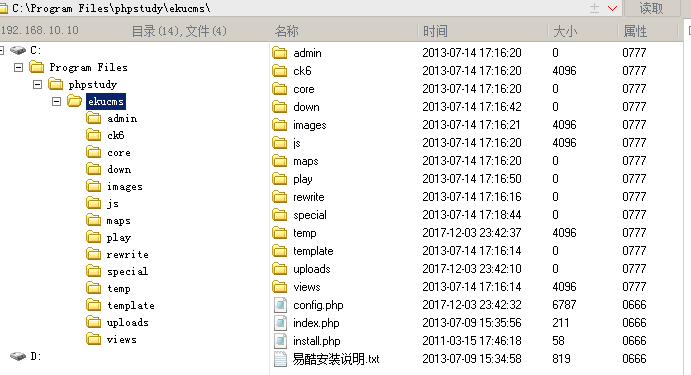 C:\Program Files\phpstudy\ekucms\ 读取
192.168.10.10 目录(14),文件(4) 名称 时间 大小 属性
C:
Program Files
phpstudy
ekucms
admin
ck6
core
down
images
js
maps
play
rewrite
special
temp
template
uploads
views
D:
admin 2013-07-14 17:16:20 0 0777
ck6 2013-07-14 17:16:20 4096 0777
core 2013-07-14 17:16:20 0 0777
down 2013-07-14 17:16:42 0 0777
images 2013-07-14 17:16:21 4096 0777
js 2013-07-14 17:16:20 4096 0777
maps 2013-07-14 17:16:20 0 0777
play 2013-07-14 17:16:50 0 0777
rewrite 2013-07-14 17:16:16 0 0777
special 2013-07-14 17:18:44 0 0777
temp 2017-12-03 23:42:37 4096 0777
template 2013-07-14 17:16:14 0 0777
uploads 2017-12-03 23:42:10 0 0777
views 2013-07-14 17:16:14 4096 0777
config.php 2017-12-03 23:42:32 6787 0666
index.php 2013-07-09 15:35:56 211 0666
install.php 2011-03-15 17:46:18 58 0666
易酷安装说明.txt 2013-07-09 15:34:58 819 0666